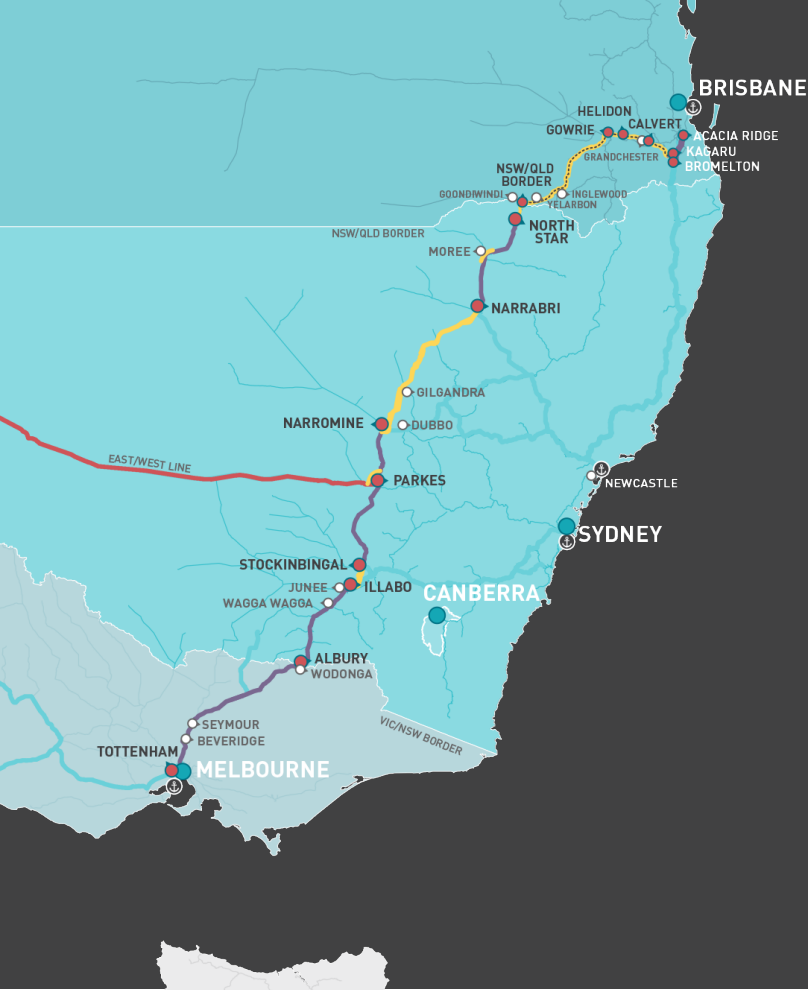 BRISBANE
HELIDON
CALVERT
GOWRIE
ACACIA RIDGE
KAGARU
GRANDCHESTER
BROMELTON
NSW/QLD
BORDER
GOONDIWINDI
INGLEWOOD
YELARBON
NORTH
STAR
NSW/QLD BORDER
MOREE
NARRABRI
GILGANDRA
NARROMINE
DUBBO
EAST/WEST LINE
PARKES
NEWCASTLE
SYDNEY
STOCKINBINGAL
JUNEE
ILLABO
CANBERRA
WAGGA WAGGA
ALBURY
WODONGA
SEYMOUR
VIC/NSW BORDER
BEVERIDGE
TOTTENHAM
MELBOURNE